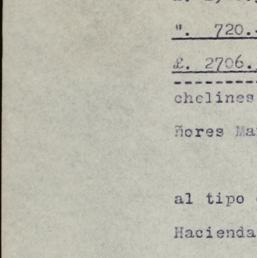 ". 720.
£. 2706.
chelines
ñores Ma
al tipo
Hacienda